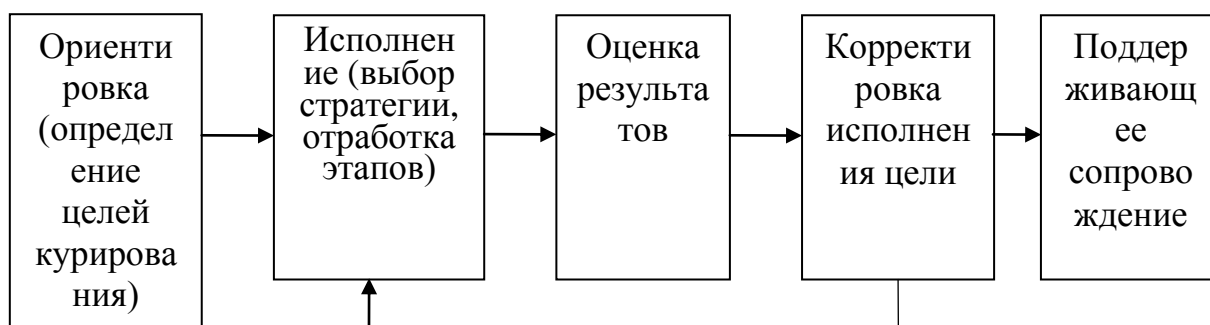 Ориенти
ровка
(определ
ение
целей
курирова
ния)
Исполнен
ие (выбор
стратегии,
отработка
этапов)
Оценка
результа
тов
Корректи
ровка
исполнен
ия цели
Поддер
живающ
ее
сопрово
ждение